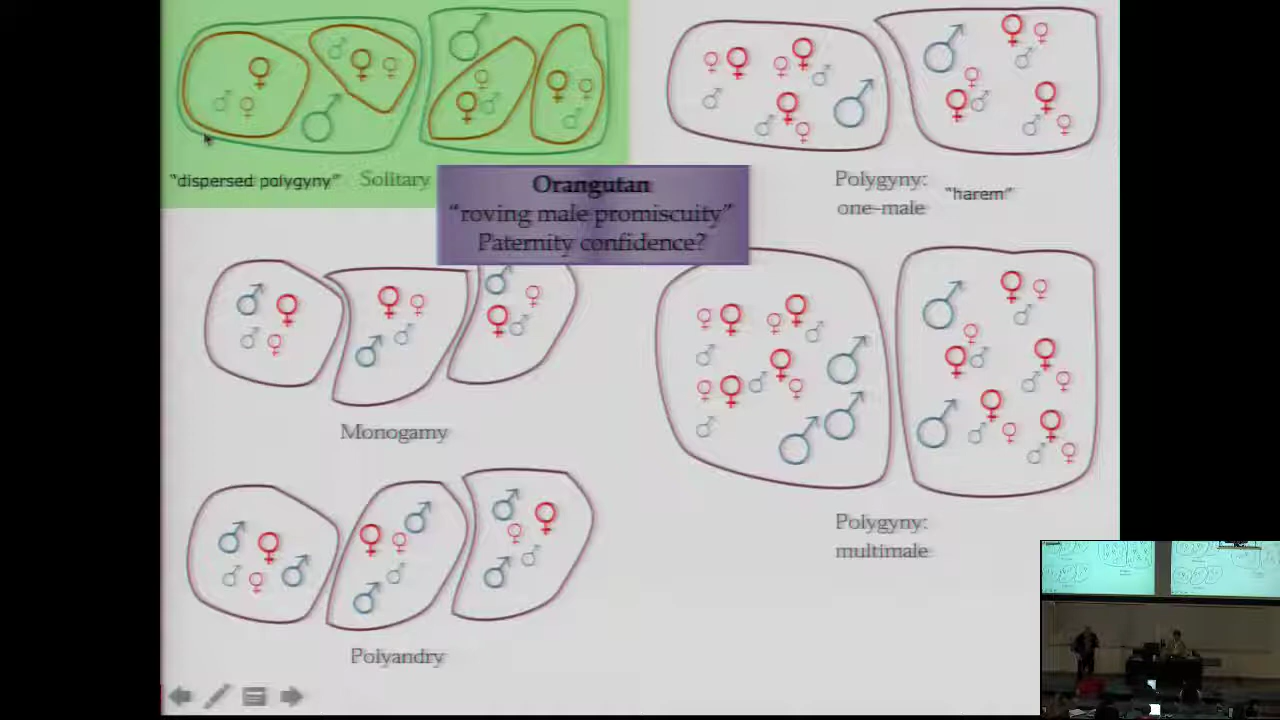 "dispersed polygyny"
Solitary
Orangutan
"roving male promiscuity"
Paternity confidence?
Polygyny:
one-male
"harem"
Monogamy
Polygyny:
multimale
Polyandry